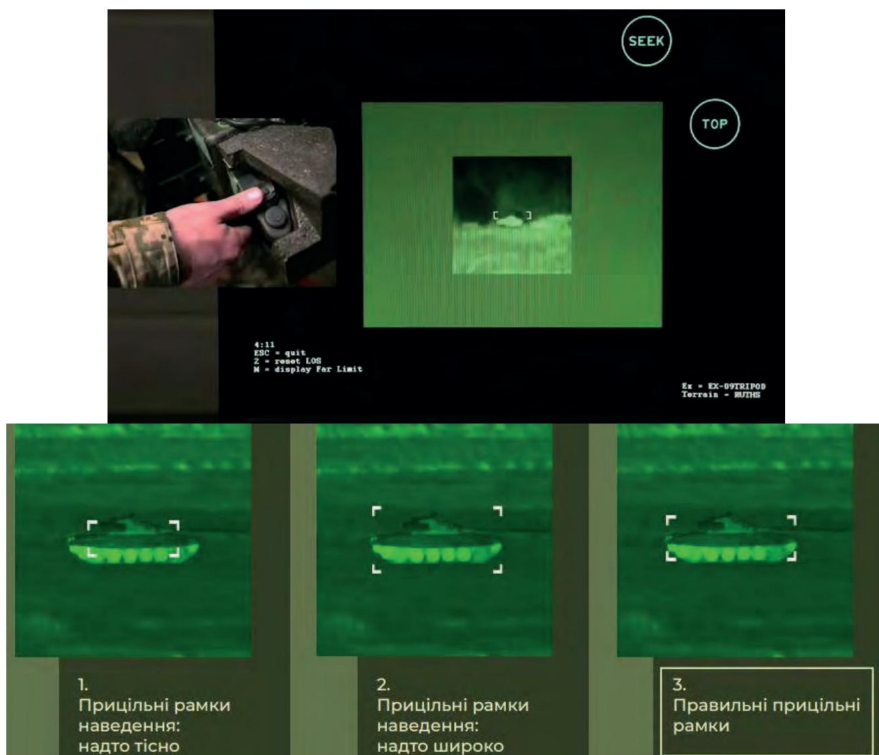 SEEK
TOP
4:11
ESC = quit
Z = reset LOS
W = display Far Limit
Ex = EX-09TRIPOD
Terrain = RUTHS
1.
Прицільні рамки
наведення:
надто тісно
2.
Прицільні рамки
наведення:
надто широко
3.
Правильні прицільні
рамки